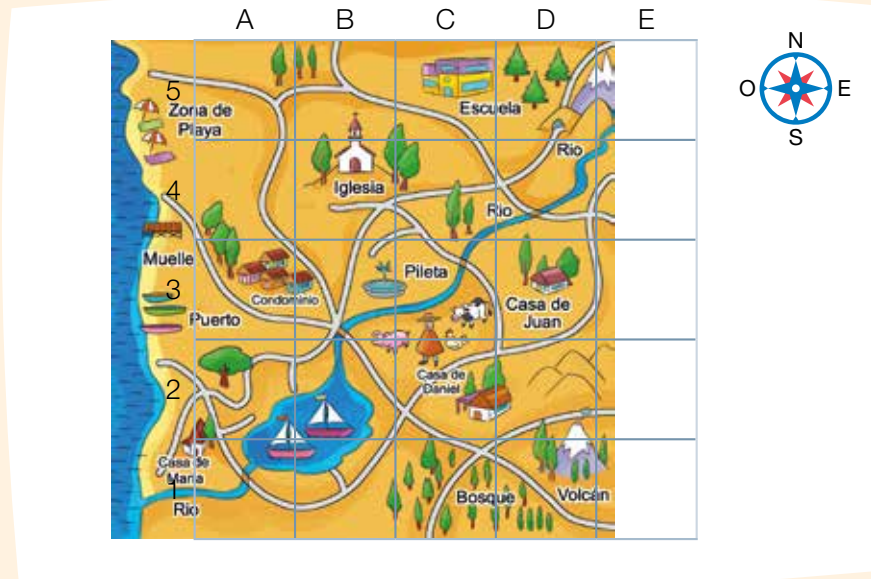 A B C D E
N
O E
S
5
Zona de
Playa
Escuela
Rio
4
Iglesia
Rio
Muelle
Pileta
3
Condominio
Casa de
Juan
Puerto
2
Casa de
Daniel
Casa de
María
1
Rio
Bosque
Volcán